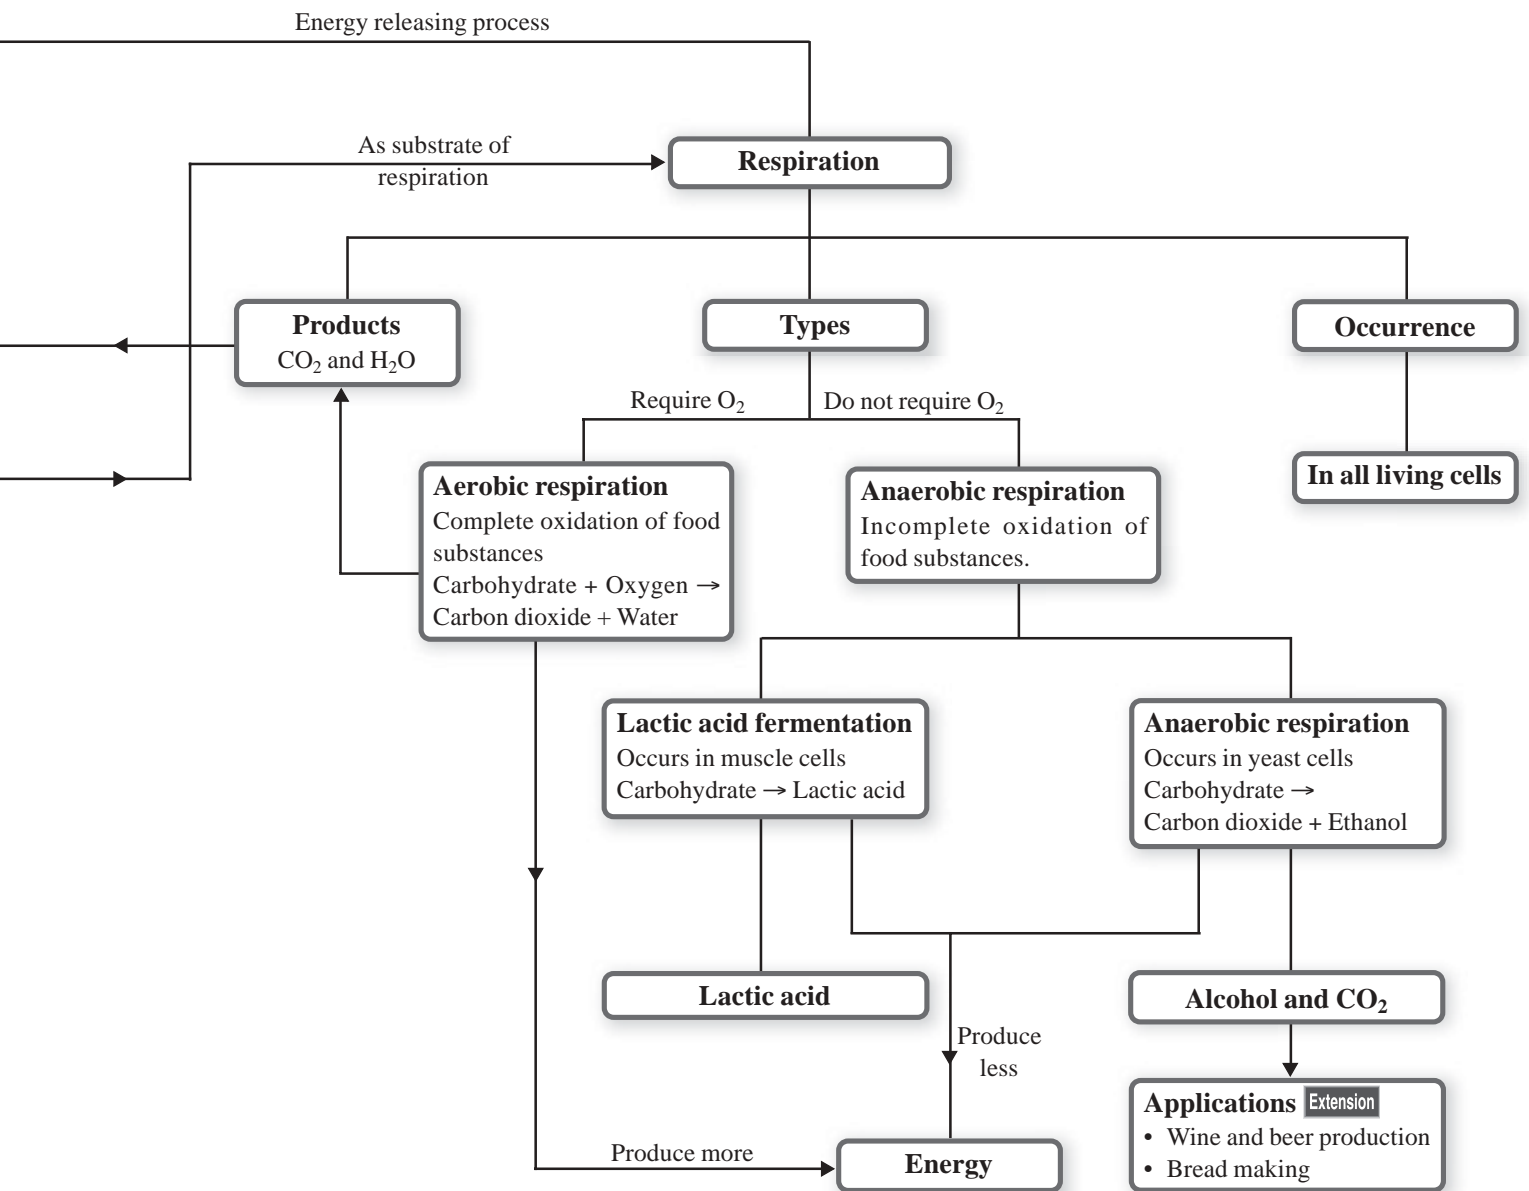 Energy releasing process
As substrate of
respiration
Respiration
Products
CO₂ and H₂O
Types
Occurrence
Require O₂
Do not require O₂
Aerobic respiration
Complete oxidation of food
substances
Carbohydrate + Oxygen →
Carbon dioxide + Water
Anaerobic respiration
Incomplete oxidation of
food substances.
In all living cells
Lactic acid fermentation
Occurs in muscle cells
Carbohydrate → Lactic acid
Anaerobic respiration
Occurs in yeast cells
Carbohydrate →
Carbon dioxide + Ethanol
Lactic acid
Alcohol and CO₂
Produce
less
Applications Extension
• Wine and beer production
• Bread making
Produce more
Energy